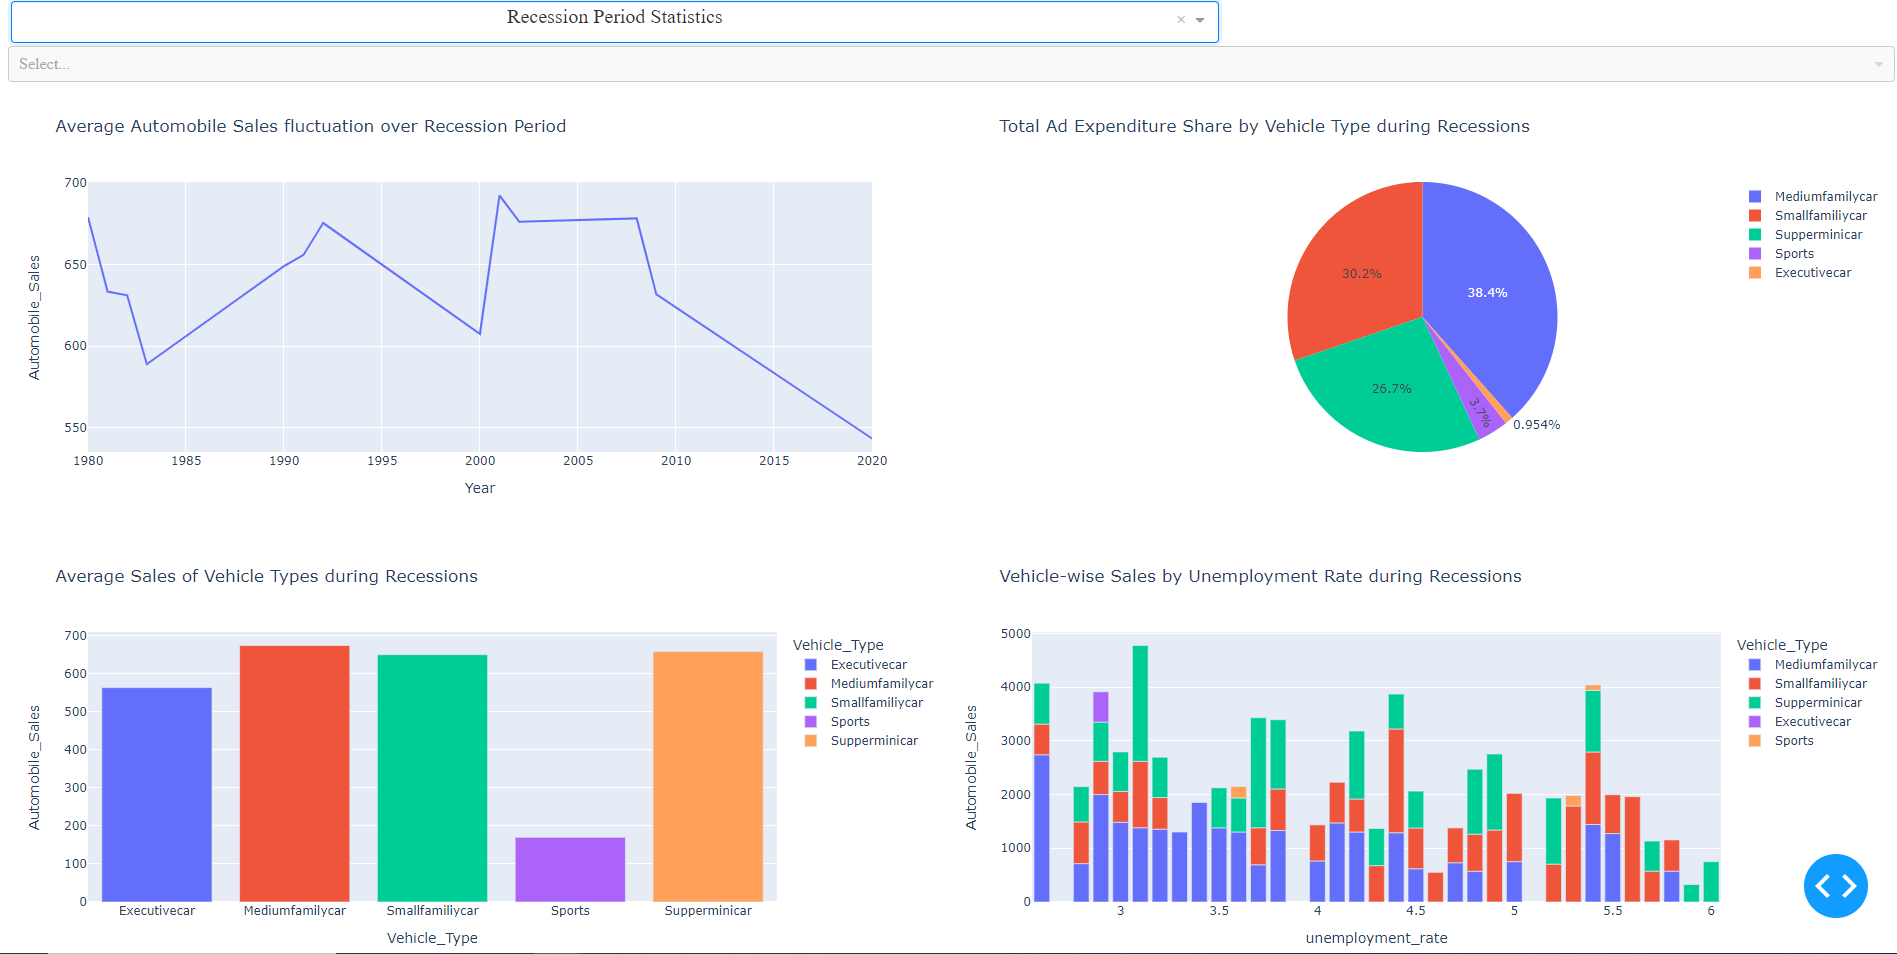 Recession Period Statistics
×
Select...
Average Automobile Sales fluctuation over Recession Period
700
650
600
550
Automobile_Sales
1980 1985 1990 1995 2000 2005 2010 2015 2020
Year
Total Ad Expenditure Share by Vehicle Type during Recessions
30.2%
38.4%
26.7%
3.7%
0.954%
Mediumfamilycar
Smallfamiliycar
Supperminicar
Sports
Executivecar
Average Sales of Vehicle Types during Recessions
700
600
500
400
300
200
100
0
Automobile_Sales
Executivecar Mediumfamilycar Smallfamiliycar Sports Supperminicar
Vehicle_Type
Vehicle_Type
Executivecar
Mediumfamilycar
Smallfamiliycar
Sports
Supperminicar
Vehicle-wise Sales by Unemployment Rate during Recessions
5000
4000
3000
2000
1000
0
Automobile_Sales
3 3.5 4 4.5 5 5.5 6
unemployment_rate
Vehicle_Type
Mediumfamilycar
Smallfamiliycar
Supperminicar
Executivecar
Sports